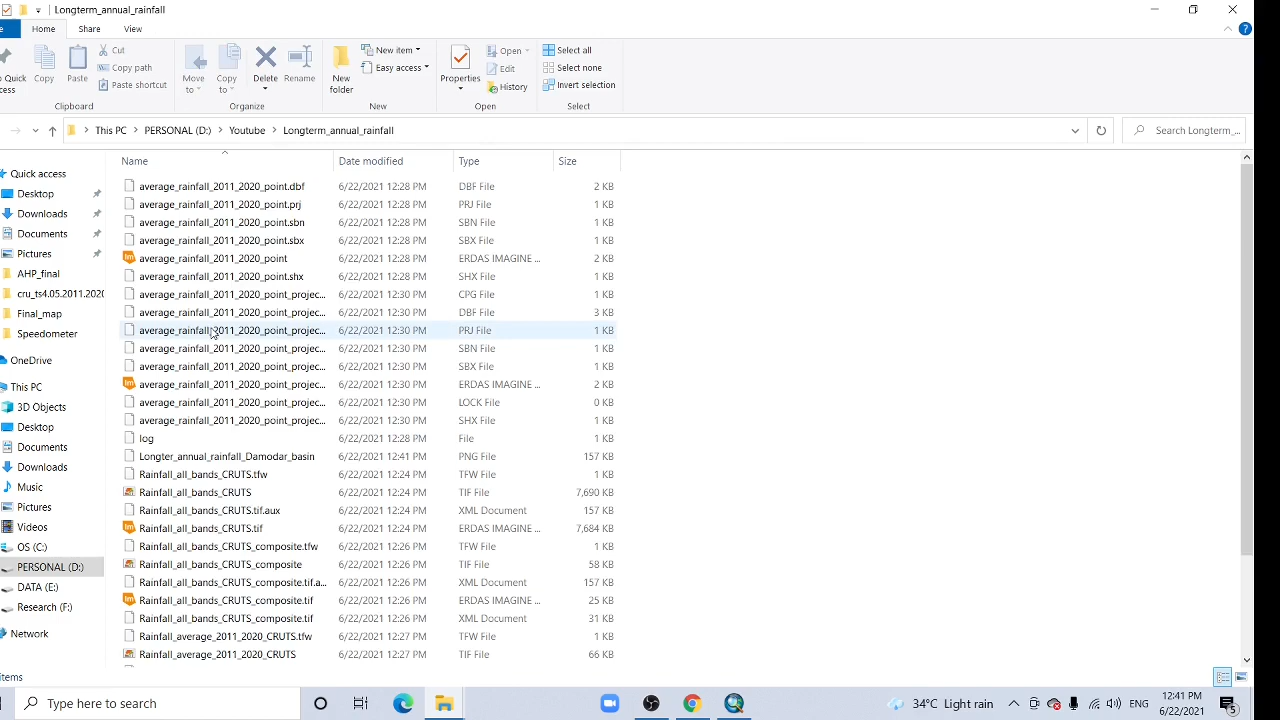 Longterm_annual_rainfall
Home Share View
Cut
Copy path
Paste shortcut
Quick Copy Paste
Move to Copy to Delete Rename
New folder
New item
Easy access
Properties
Open
Edit
History
Select all
Select none
Invert selection
Clipboard Organize New Open Select
This PC > PERSONAL (D:) > Youtube > Longterm_annual_rainfall
Search Longterm_...
Name Date modified Type Size
Quick access
Desktop
Downloads
Documents
Pictures
AHP_final
cru_ts4.05.2011.2020
Final_map
Speedometer
OneDrive
This PC
3D Objects
Desktop
Documents
Downloads
Music
Pictures
Videos
OS (C:)
PERSONAL (D:)
DATA (E:)
Research (F:)
Network
average_rainfall_2011_2020_point.dbf 6/22/2021 12:28 PM DBF File 2 KB
average_rainfall_2011_2020_point.prj 6/22/2021 12:28 PM PRJ File 1 KB
average_rainfall_2011_2020_point.sbn 6/22/2021 12:28 PM SBN File 1 KB
average_rainfall_2011_2020_point.sbx 6/22/2021 12:28 PM SBX File 1 KB
average_rainfall_2011_2020_point 6/22/2021 12:28 PM ERDAS IMAGINE ... 2 KB
average_rainfall_2011_2020_point.shx 6/22/2021 12:28 PM SHX File 1 KB
average_rainfall_2011_2020_point_projec... 6/22/2021 12:30 PM CPG File 1 KB
average_rainfall_2011_2020_point_projec... 6/22/2021 12:30 PM DBF File 3 KB
average_rainfall_2011_2020_point_projec... 6/22/2021 12:30 PM PRJ File 1 KB
average_rainfall_2011_2020_point_projec... 6/22/2021 12:30 PM SBN File 1 KB
average_rainfall_2011_2020_point_projec... 6/22/2021 12:30 PM SBX File 1 KB
average_rainfall_2011_2020_point_projec... 6/22/2021 12:30 PM ERDAS IMAGINE ... 2 KB
average_rainfall_2011_2020_point_projec... 6/22/2021 12:30 PM LOCK File 0 KB
average_rainfall_2011_2020_point_projec... 6/22/2021 12:30 PM SHX File 1 KB
log 6/22/2021 12:28 PM File 1 KB
Longter_annual_rainfall_Damodar_basin 6/22/2021 12:41 PM PNG File 157 KB
Rainfall_all_bands_CRUTS.tfw 6/22/2021 12:24 PM TFW File 1 KB
Rainfall_all_bands_CRUTS 6/22/2021 12:24 PM TIF File 7,690 KB
Rainfall_all_bands_CRUTS.tif.aux 6/22/2021 12:24 PM XML Document 157 KB
Rainfall_all_bands_CRUTS.tif 6/22/2021 12:24 PM ERDAS IMAGINE ... 7,684 KB
Rainfall_all_bands_CRUTS_composite.tfw 6/22/2021 12:26 PM TFW File 1 KB
Rainfall_all_bands_CRUTS_composite 6/22/2021 12:26 PM TIF File 58 KB
Rainfall_all_bands_CRUTS_composite.tif.a... 6/22/2021 12:26 PM XML Document 157 KB
Rainfall_all_bands_CRUTS_composite.tif 6/22/2021 12:26 PM ERDAS IMAGINE ... 25 KB
Rainfall_all_bands_CRUTS_composite.tif 6/22/2021 12:26 PM XML Document 31 KB
Rainfall_average_2011_2020_CRUTS.tfw 6/22/2021 12:27 PM TFW File 1 KB
Rainfall_average_2011_2020_CRUTS 6/22/2021 12:27 PM TIF File 66 KB
items
Type here to search
34°C Light rain
ENG
12:41 PM
6/22/2021
5